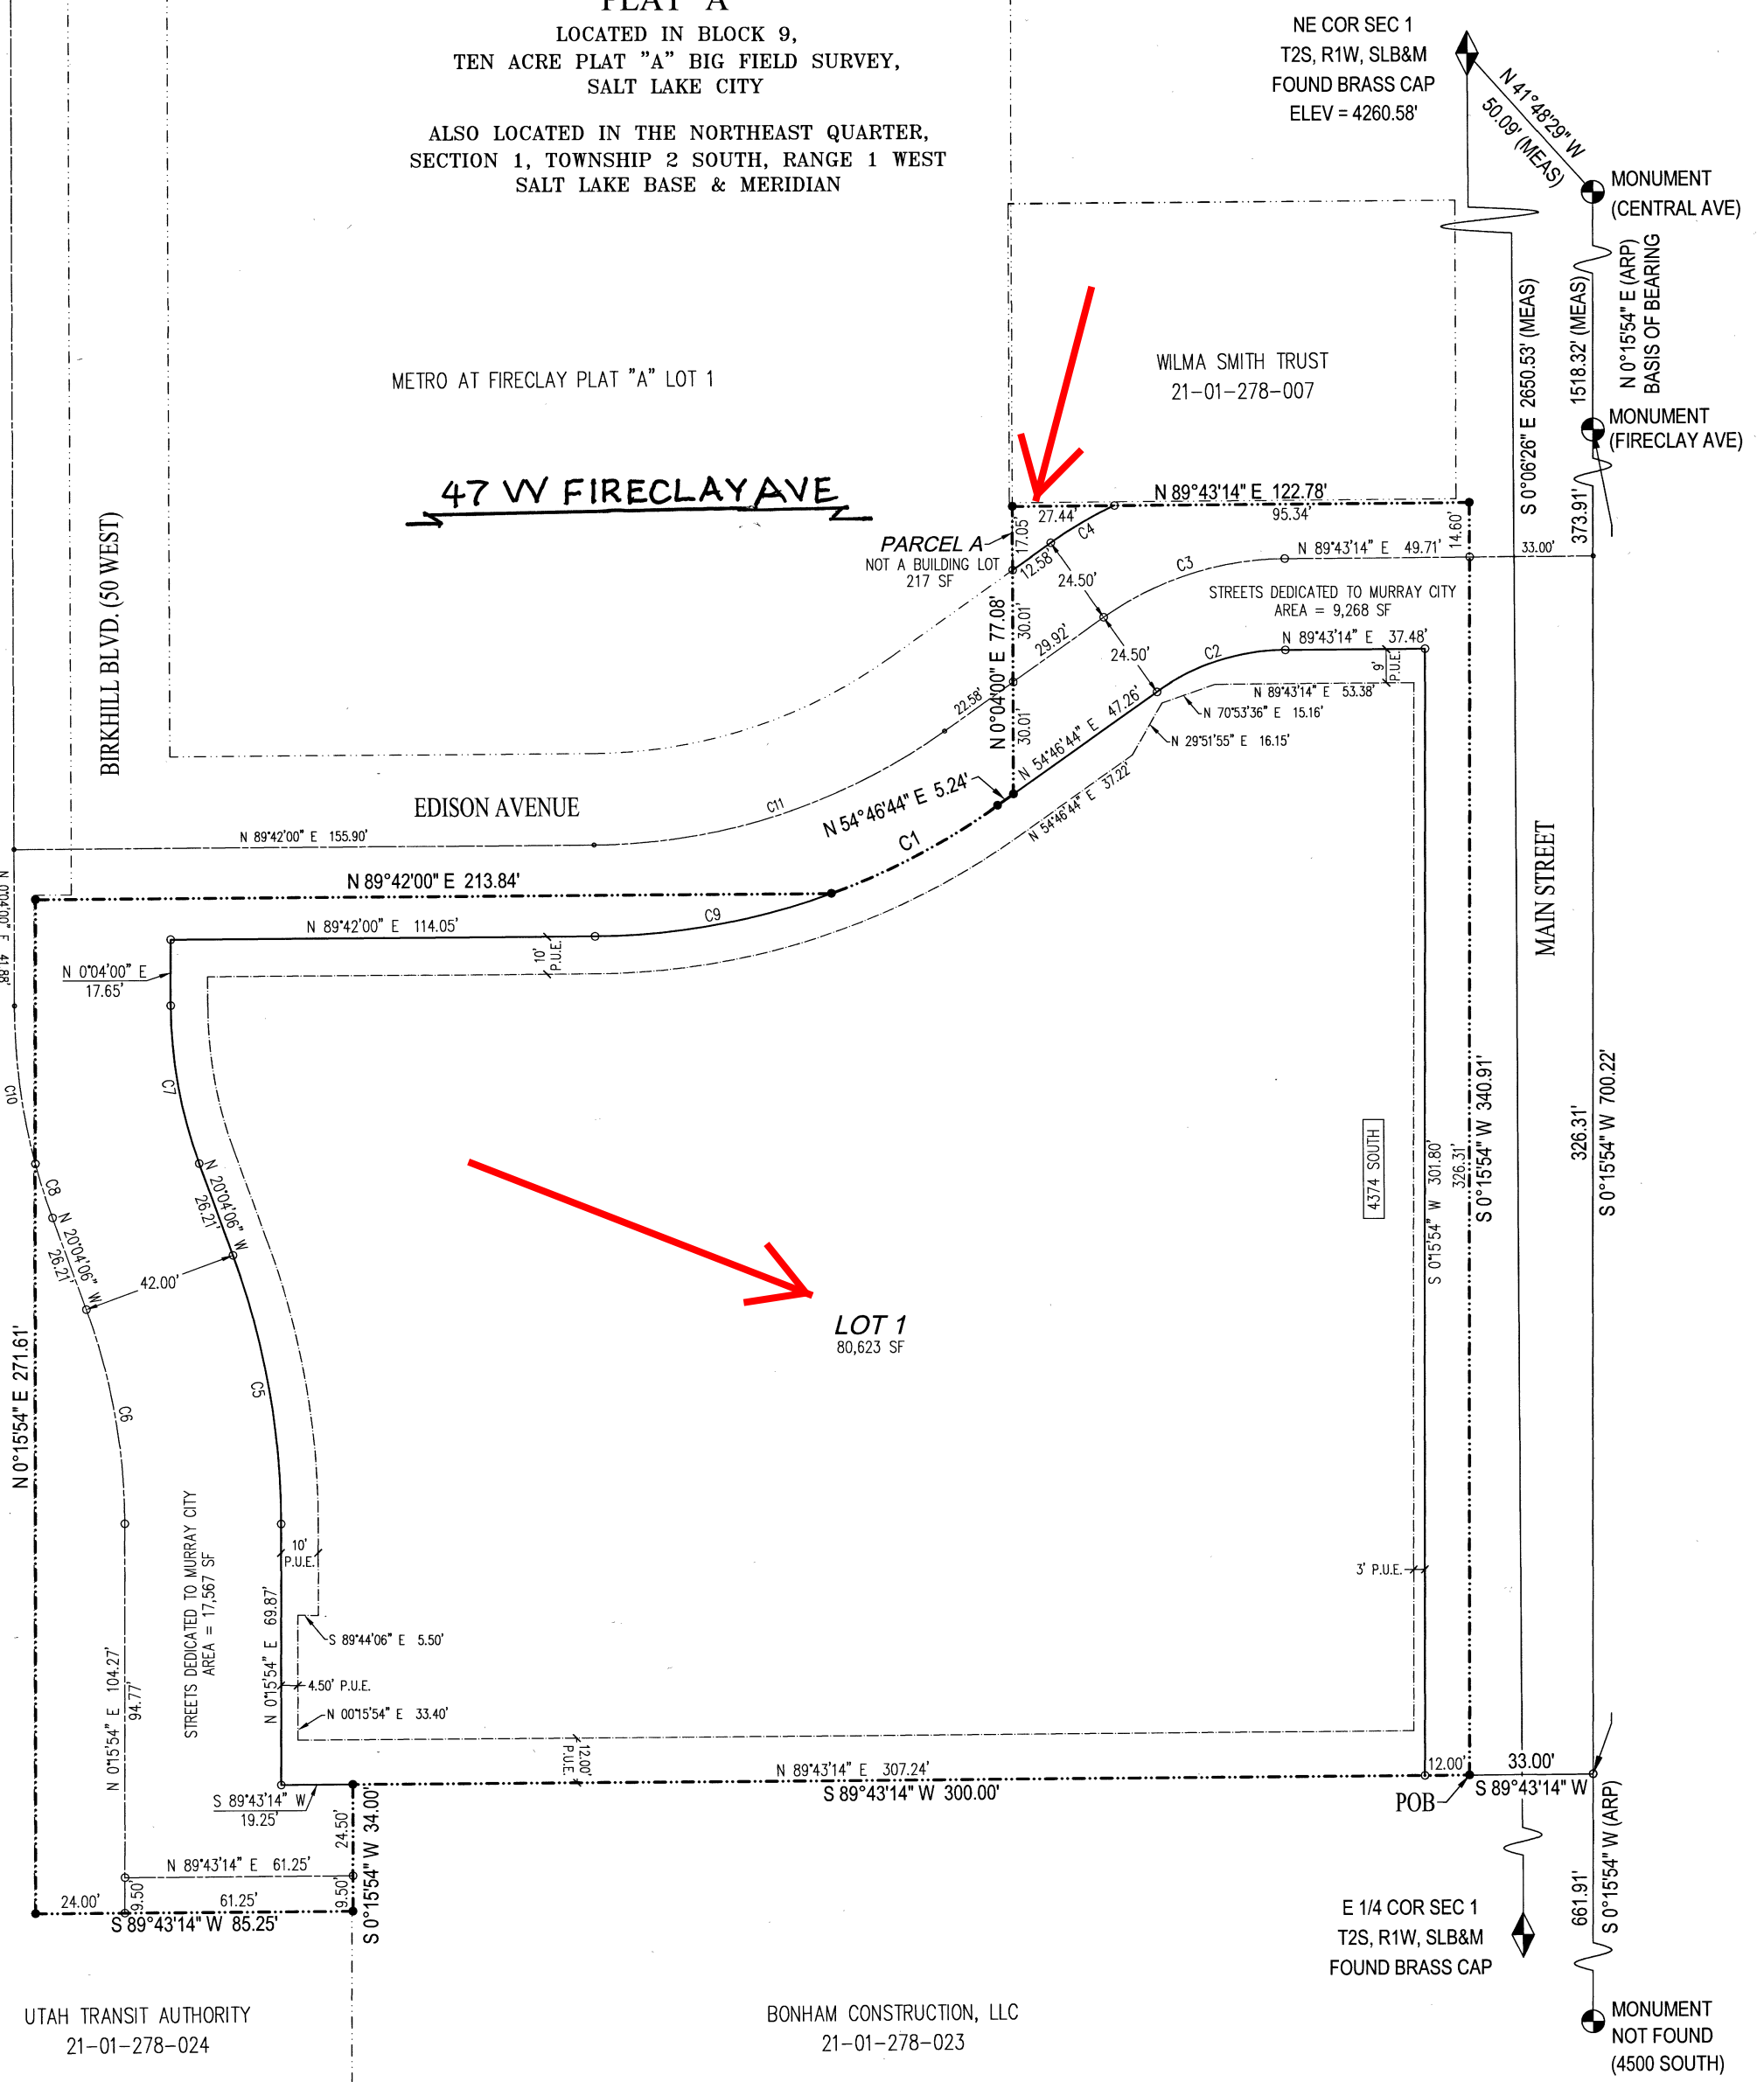 PLAT "A"
LOCATED IN BLOCK 9,
TEN ACRE PLAT "A" BIG FIELD SURVEY,
SALT LAKE CITY
ALSO LOCATED IN THE NORTHEAST QUARTER,
SECTION 1, TOWNSHIP 2 SOUTH, RANGE 1 WEST
SALT LAKE BASE & MERIDIAN
NE COR SEC 1
T2S, R1W, SLB&M
FOUND BRASS CAP
ELEV = 4260.58'
N 41°48'29" W
50.09' (MEAS)
MONUMENT
(CENTRAL AVE)
N 0°15'54" E (ARP)
BASIS OF BEARING
1518.32' (MEAS)
S 0°06'26" E 2650.53' (MEAS)
MONUMENT
(FIRECLAY AVE)
373.91'
METRO AT FIRECLAY PLAT "A" LOT 1
WILMA SMITH TRUST
21-01-278-007
47 W FIRECLAY AVE
BIRKHILL BLVD. (50 WEST)
N 89°43'14" E 122.78'
27.44'
95.34'
14.60'
17.05'
C4
PARCEL A
NOT A BUILDING LOT
217 SF
12.58'
24.50'
C3
N 89°43'14" E 49.71'
33.00'
STREETS DEDICATED TO MURRAY CITY
AREA = 9,268 SF
N 0°04'00" E 77.08'
30.01'
29.92'
24.50'
C2
N 89°43'14" E 37.48'
9'
P.U.E.
N 89°43'14" E 53.38'
N 70°53'36" E 15.16'
N 29°51'55" E 16.15'
22.58'
30.01'
N 54°46'44" E 47.26'
N 54°46'44" E 37.22'
N 54°46'44" E 5.24'
C11
C1
EDISON AVENUE
N 89°42'00" E 155.90'
N 89°42'00" E 213.84'
C9
N 89°42'00" E 114.05'
10'
P.U.E.
N 0°04'00" E 41.88'
N 0°04'00" E
17.65'
C10
C7
MAIN STREET
C8
N 20°04'06" W
26.21'
N 20°04'06" W
26.21'
42.00'
4374 SOUTH
S 0°15'54" W 301.80'
326.31'
S 0°15'54" W 340.91'
326.31'
S 0°15'54" W 700.22'
LOT 1
80,623 SF
N 0°15'54" E 271.61'
C6
C5
STREETS DEDICATED TO MURRAY CITY
AREA = 17,567 SF
10'
P.U.E.
3' P.U.E.
N 0°15'54" E 69.87'
S 89°44'06" E 5.50'
4.50' P.U.E.
N 00°15'54" E 33.40'
N 0°15'54" E 104.27'
94.77'
12.00'
P.U.E.
N 89°43'14" E 307.24'
S 89°43'14" W 300.00'
12.00'
33.00'
S 89°43'14" W
POB
S 89°43'14" W
19.25'
24.50'
S 0°15'54" W 34.00'
N 89°43'14" E 61.25'
24.00'
9.50'
61.25'
9.50'
S 89°43'14" W 85.25'
E 1/4 COR SEC 1
T2S, R1W, SLB&M
FOUND BRASS CAP
661.91'
S 0°15'54" W (ARP)
UTAH TRANSIT AUTHORITY
21-01-278-024
BONHAM CONSTRUCTION, LLC
21-01-278-023
MONUMENT
NOT FOUND
(4500 SOUTH)